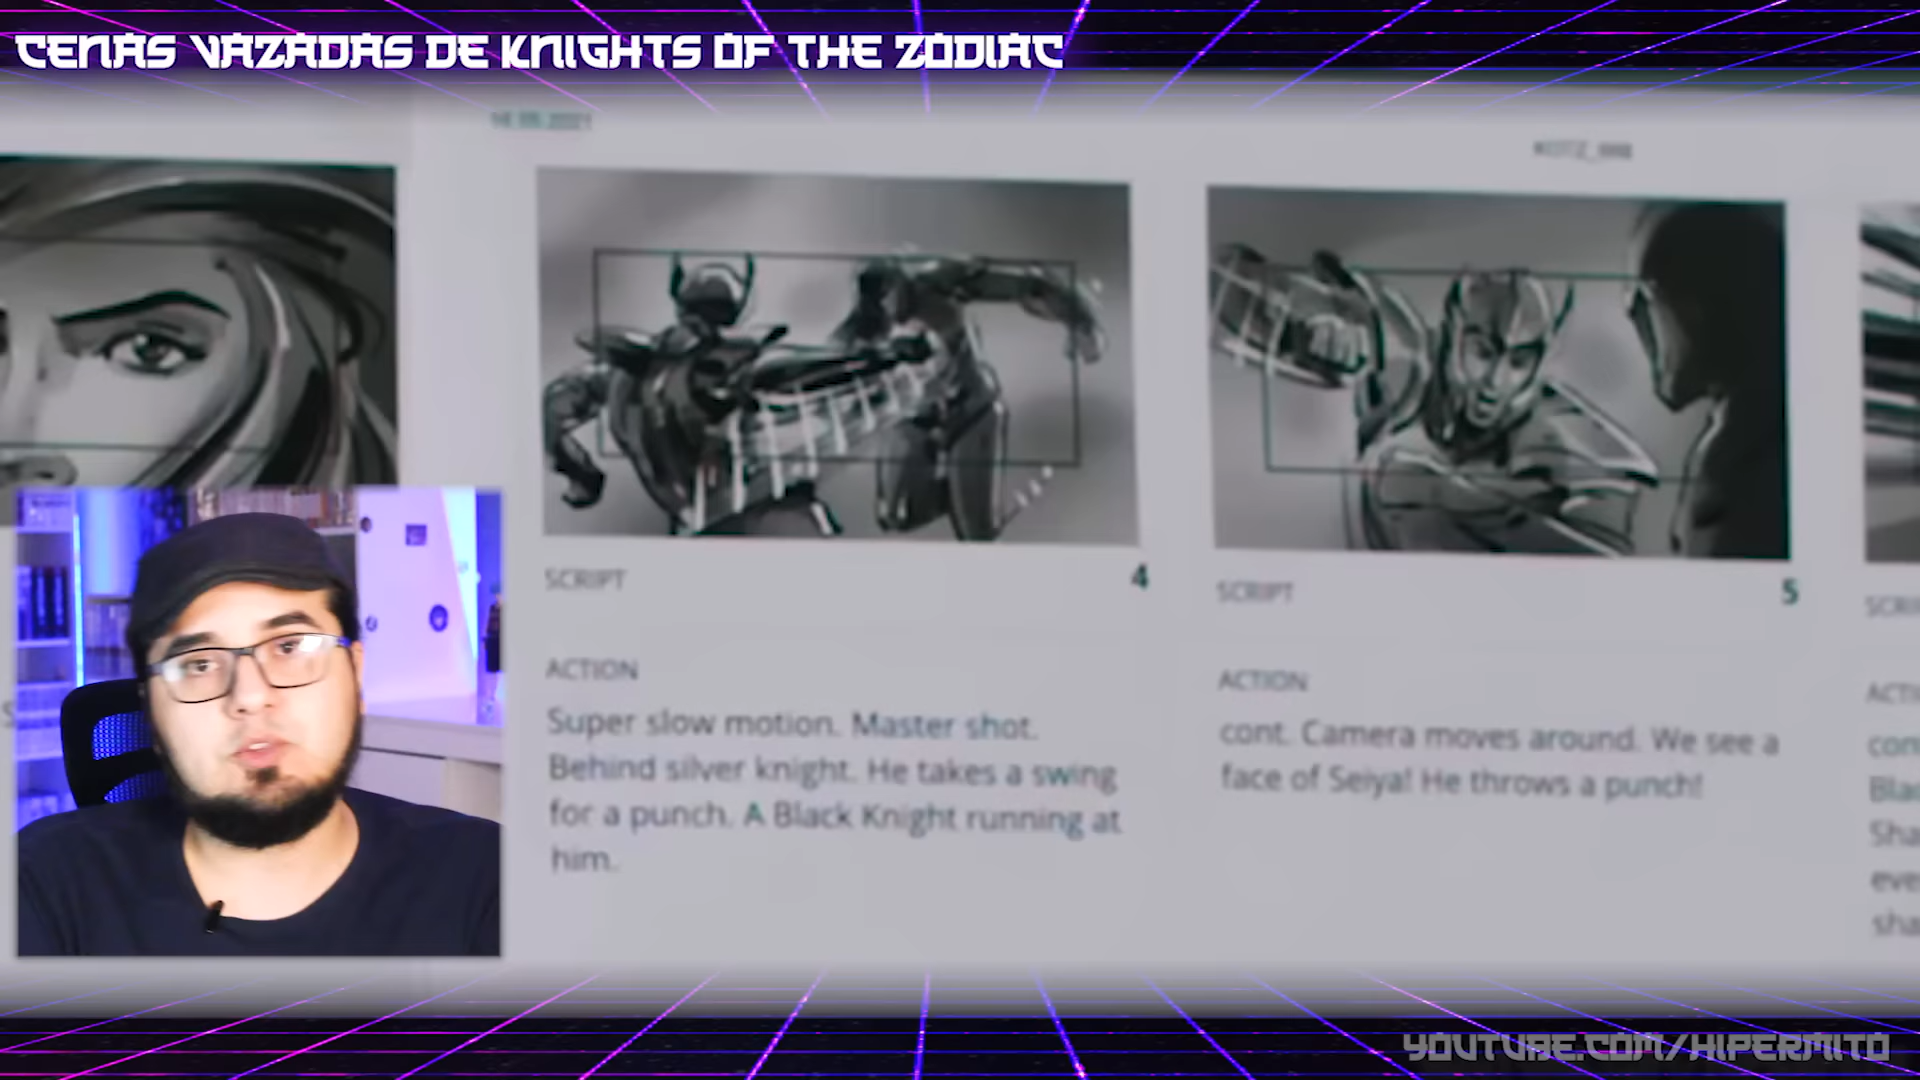 CENAS VAZADAS DE KNIGHTS OF THE ZODIAC
SCRIPT
4
ACTION
Super slow motion. Master shot.
Behind silver knight. He takes a swing
for a punch. A Black Knight running at
him.
SCRIPT
5
ACTION
cont. Camera moves around. We see a
face of Seiya! He throws a punch!
YOUTUBE.COM/HIPERMITO